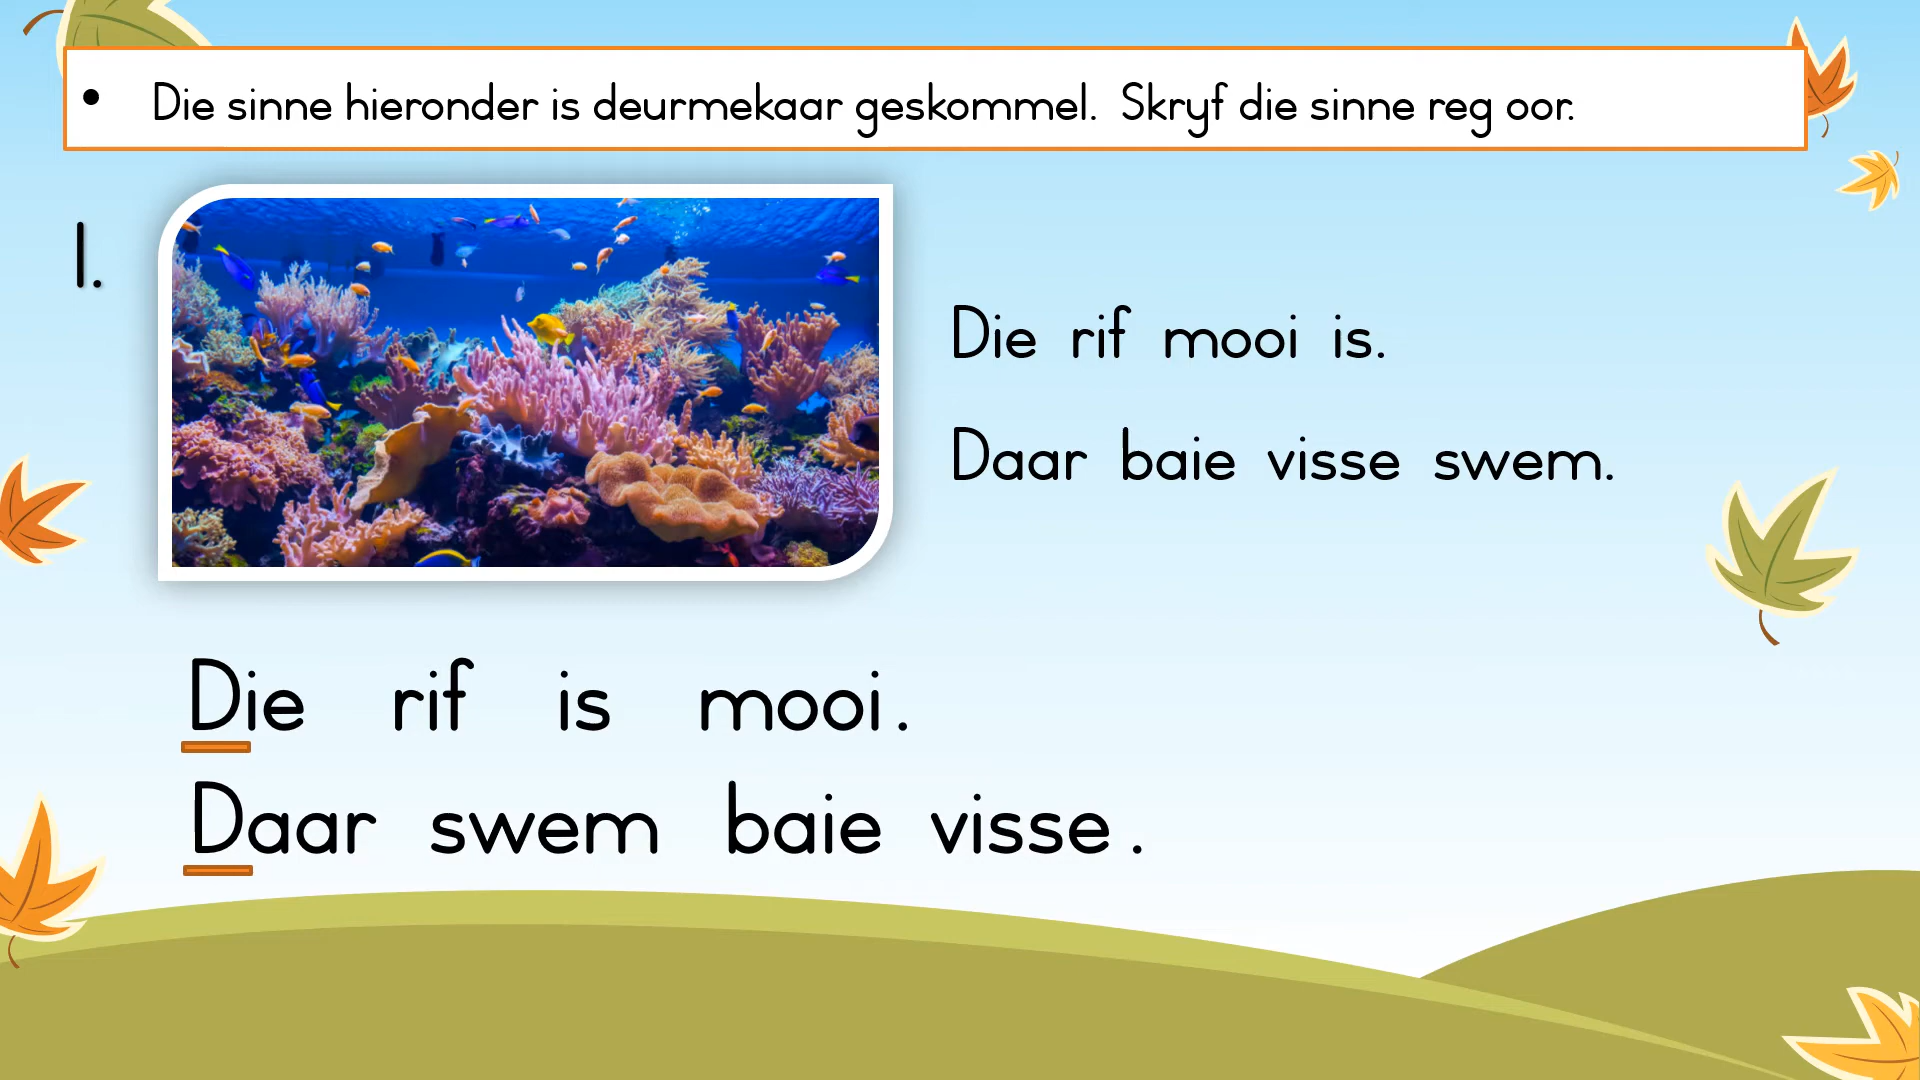 • Die sinne hieronder is deurmekaar geskommel. Skryf die sinne reg oor.
1.
Die rif mooi is.
Daar baie visse swem.
Die rif is mooi.
Daar swem baie visse.